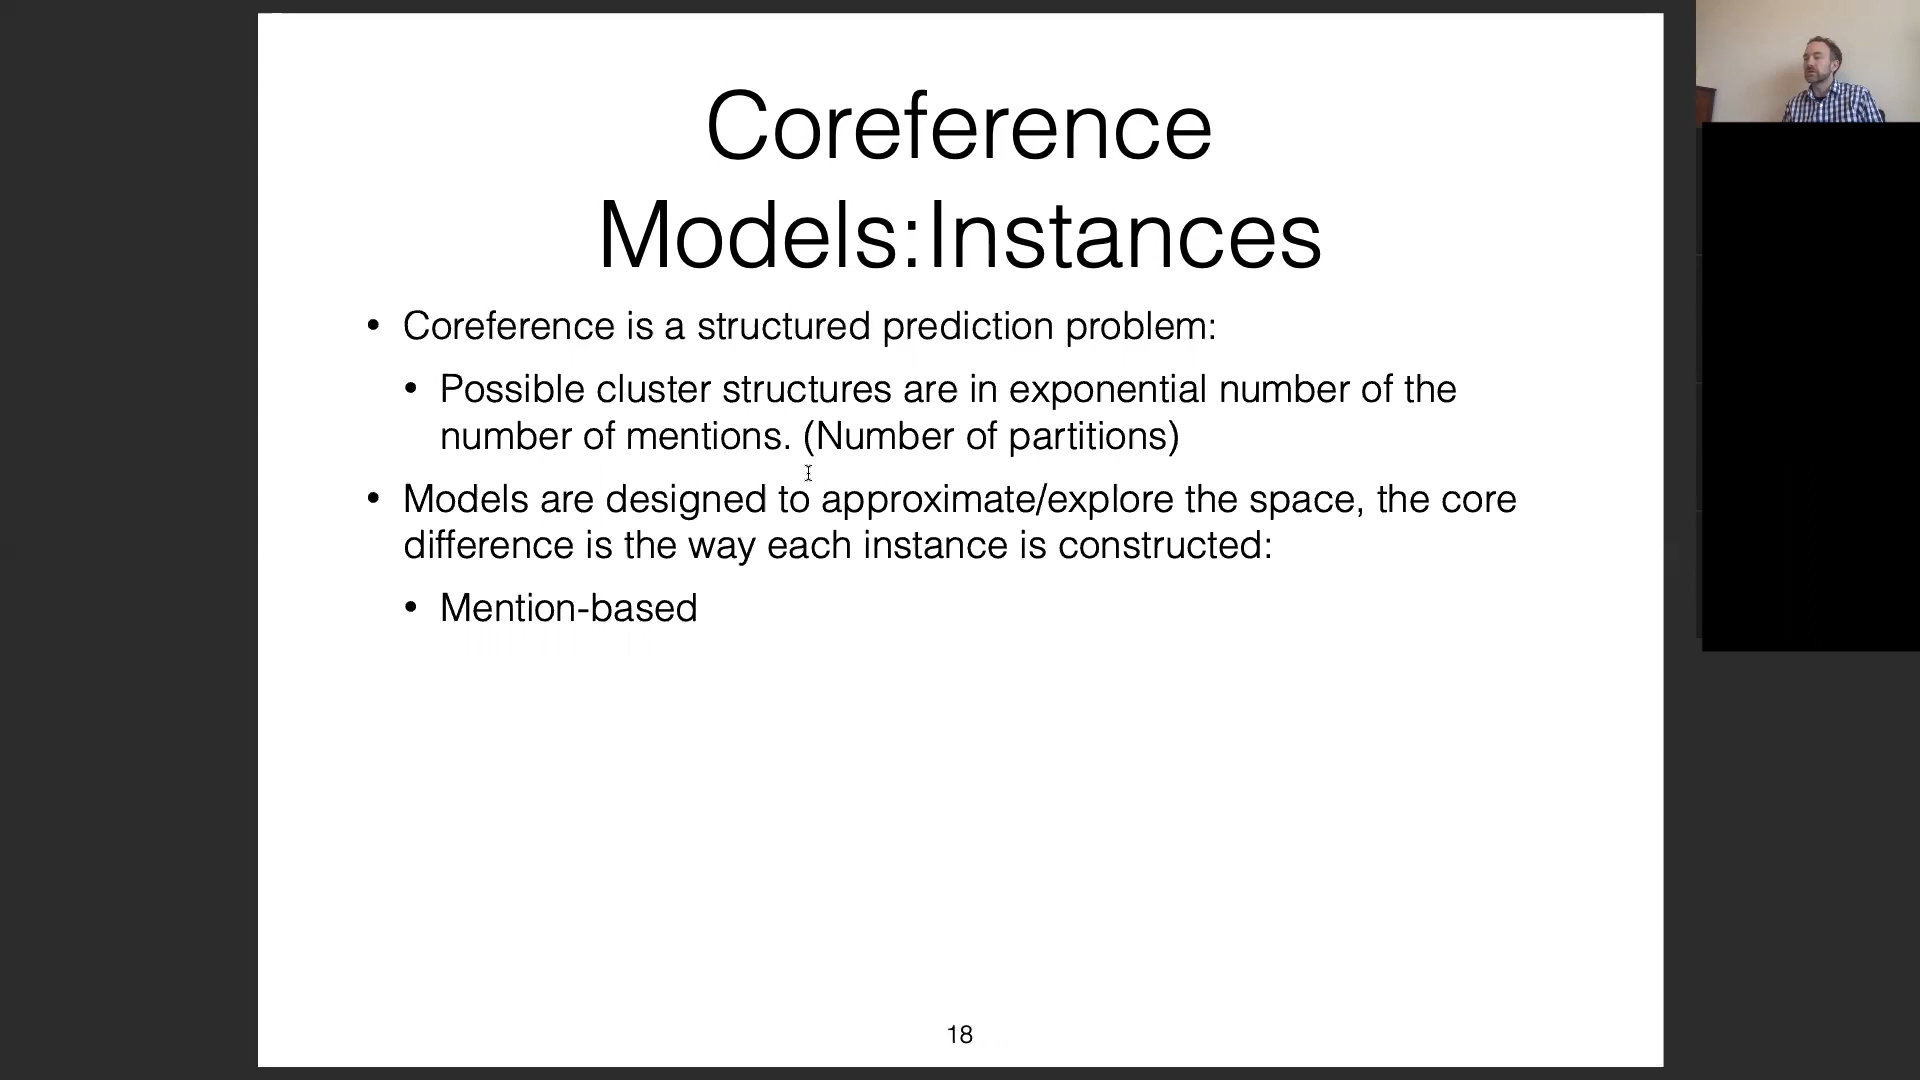 Coreference
Models:Instances
• Coreference is a structured prediction problem:
• Possible cluster structures are in exponential number of the
number of mentions. (Number of partitions)
• Models are designed to approximate/explore the space, the core
difference is the way each instance is constructed:
• Mention-based
18